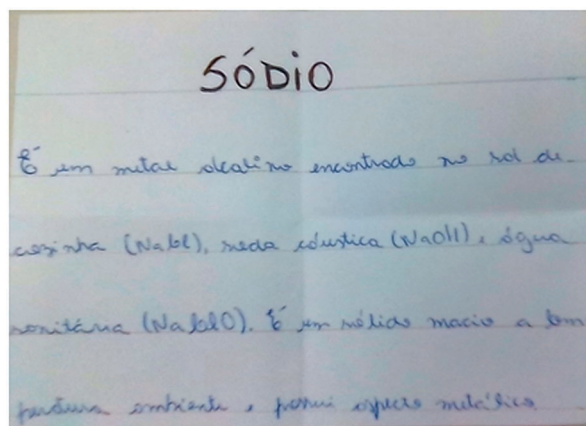 SÓDIO
É um metal alcalino encontrado no sal de
cozinha (NaCl), soda cáustica (NaOH), água
sanitária (NaClO). É um sólido macio a tem
peratura ambiente, possui aspecto metálico